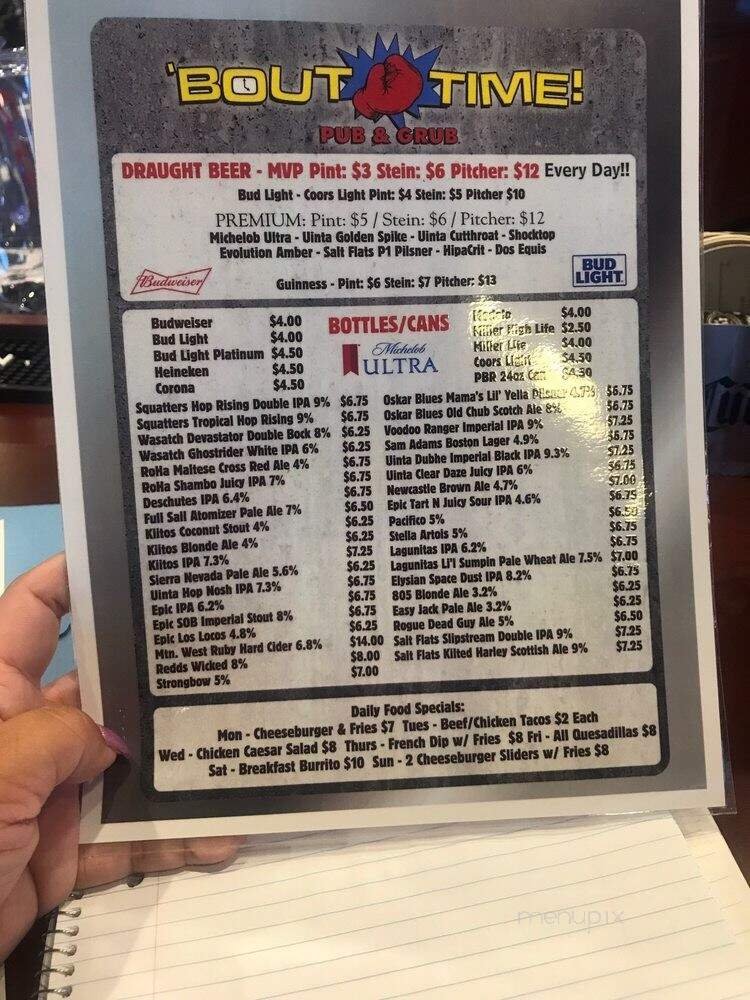 'BOUT TIME!
PUB & GRUB
DRAUGHT BEER - MVP Pint: $3 Stein: $6 Pitcher: $12 Every Day!!
Bud Light - Coors Light Pint: $4 Stein: $5 Pitcher $10
PREMIUM: Pint: $5 / Stein: $6 / Pitcher: $12
Michelob Ultra - Uinta Golden Spike - Uinta Cutthroat - Shocktop
Evolution Amber - Salt Flats P1 Pilsner - HipaCrit - Dos Equis
Budweiser
Guinness - Pint: $6 Stein: $7 Pitcher: $13
BUD LIGHT
BOTTLES/CANS
Michelob ULTRA
Budweiser $4.00
Bud Light $4.00
Bud Light Platinum $4.50
Heineken $4.50
Corona $4.50
Modelo $4.00
Miller High Life $2.50
Miller Lite $4.00
Coors Light $4.50
PBR 24oz Can $4.50
Squatters Hop Rising Double IPA 9% $6.75
Squatters Tropical Hop Rising 9% $6.75
Wasatch Devastator Double Bock 8% $6.25
Wasatch Ghostrider White IPA 6% $6.25
RoHa Maltese Cross Red Ale 4% $6.75
RoHa Shambo Juicy IPA 7% $6.75
Deschutes IPA 6.4% $6.75
Full Sail Atomizer Pale Ale 7% $6.50
Kiitos Coconut Stout 4% $6.25
Kiitos Blonde Ale 4% $6.25
Kiitos IPA 7.3% $7.25
Sierra Nevada Pale Ale 5.6% $6.25
Uinta Hop Nosh IPA 7.3% $6.75
Epic IPA 6.2% $6.75
Epic SOB Imperial Stout 8% $6.75
Epic Los Locos 4.8% $6.25
Mtn. West Ruby Hard Cider 6.8% $14.00
Redds Wicked 8% $8.00
Strongbow 5% $7.00
Oskar Blues Mama's Lil' Yella Pilsner 4.7% $6.75
Oskar Blues Old Chub Scotch Ale 8% $6.75
Voodoo Ranger Imperial IPA 9% $7.25
Sam Adams Boston Lager 4.9% $6.75
Uinta Dubhe Imperial Black IPA 9.3% $7.25
Uinta Clear Daze Juicy IPA 6% $6.75
Newcastle Brown Ale 4.7% $7.00
Epic Tart N Juicy Sour IPA 4.6% $6.75
Pacifico 5% $6.50
Stella Artois 5% $6.75
Lagunitas IPA 6.2% $6.75
Lagunitas Li'l Sumpin Pale Wheat Ale 7.5% $7.00
Elysian Space Dust IPA 8.2% $6.75
805 Blonde Ale 3.2% $6.25
Easy Jack Pale Ale 3.2% $6.25
Rogue Dead Guy Ale 5% $6.50
Salt Flats Slipstream Double IPA 9% $7.25
Salt Flats Kilted Harley Scottish Ale 9% $7.25
Daily Food Specials:
Mon - Cheeseburger & Fries $7 Tues - Beef/Chicken Tacos $2 Each
Wed - Chicken Caesar Salad $8 Thurs - French Dip w/ Fries $8 Fri - All Quesadillas $8
Sat - Breakfast Burrito $10 Sun - 2 Cheeseburger Sliders w/ Fries $8
menupix